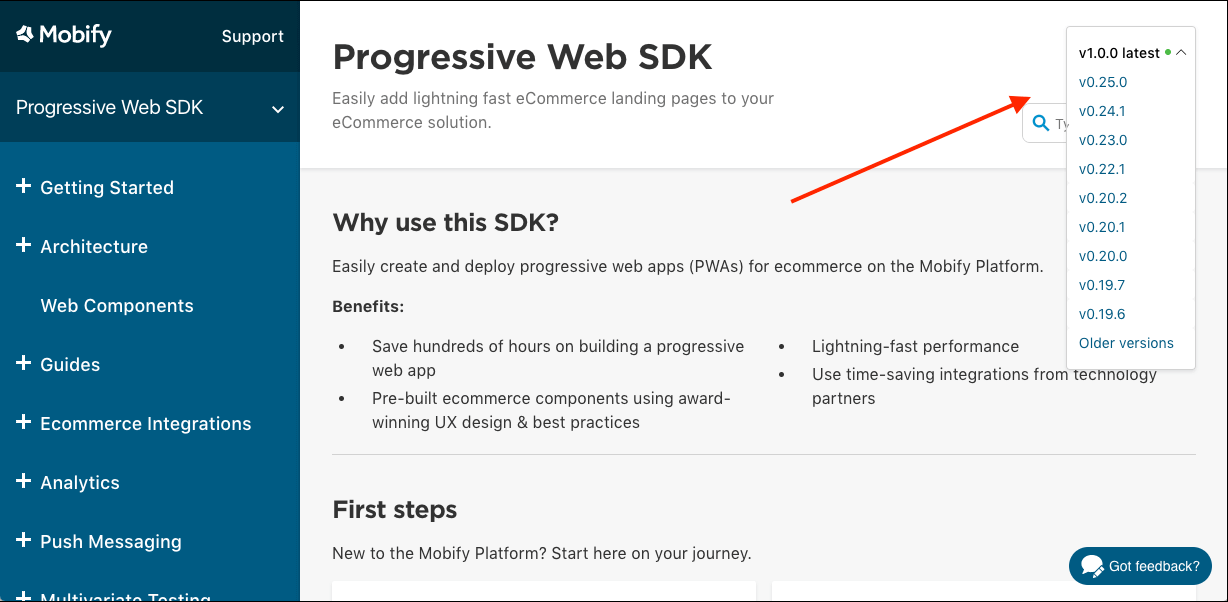 Mobify
Support
Progressive Web SDK
Getting Started
Architecture
Web Components
Guides
Ecommerce Integrations
Analytics
Push Messaging
Multivariate Testing
Progressive Web SDK
Easily add lightning fast eCommerce landing pages to your
eCommerce solution.
v1.0.0 latest
v0.25.0
v0.24.1
v0.23.0
v0.22.1
v0.20.2
v0.20.1
v0.20.0
v0.19.7
v0.19.6
Older versions
Why use this SDK?
Easily create and deploy progressive web apps (PWAs) for ecommerce on the Mobify Platform.
Benefits:
Save hundreds of hours on building a progressive
web app
Pre-built ecommerce components using award-
winning UX design & best practices
Lightning-fast performance
Use time-saving integrations from technology
partners
First steps
New to the Mobify Platform? Start here on your journey.
Got feedback?